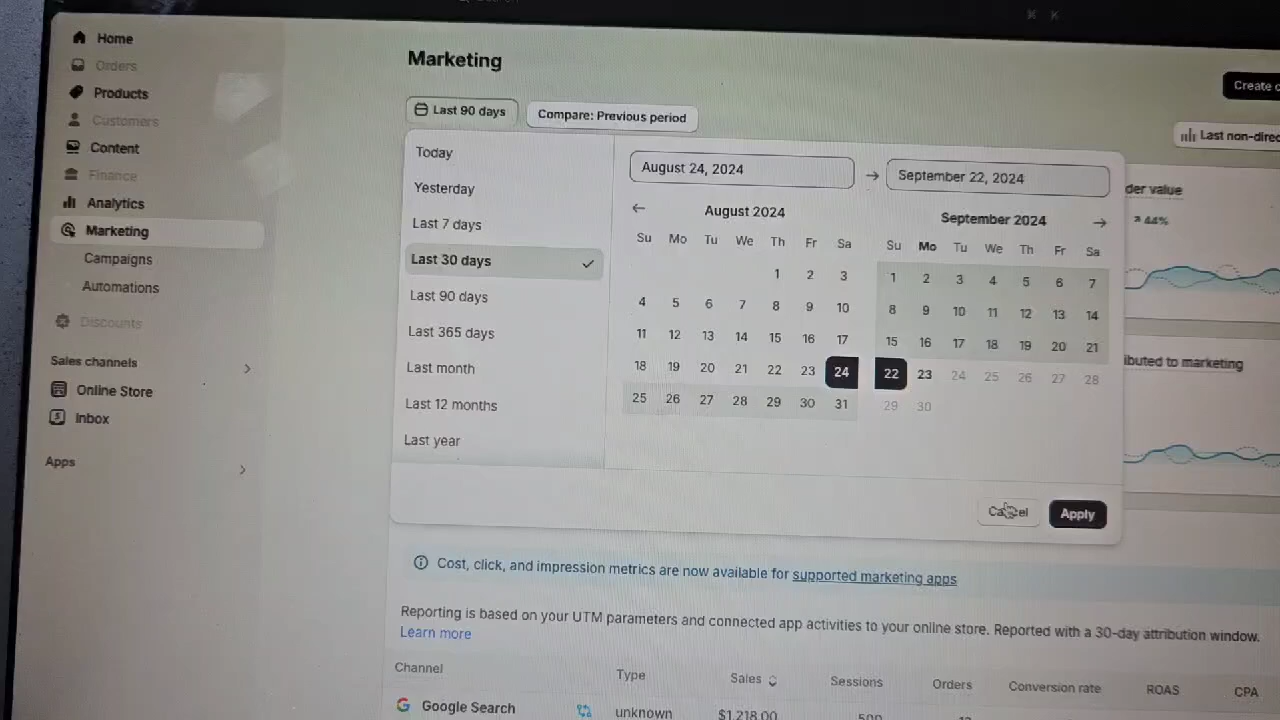 ⌘ K
Home
Orders
Products
Customers
Content
Finance
Analytics
Marketing
Campaigns
Automations
Discounts
Sales channels
Online Store
Inbox
Apps
Marketing
Create
Last 90 days
Compare: Previous period
Last non-direc
Today
Yesterday
Last 7 days
Last 30 days
Last 90 days
Last 365 days
Last month
Last 12 months
Last year
August 24, 2024 → September 22, 2024
← August 2024
Su Mo Tu We Th Fr Sa
1 2 3
4 5 6 7 8 9 10
11 12 13 14 15 16 17
18 19 20 21 22 23 24
25 26 27 28 29 30 31
September 2024 →
Su Mo Tu We Th Fr Sa
1 2 3 4 5 6 7
8 9 10 11 12 13 14
15 16 17 18 19 20 21
22 23 24 25 26 27 28
29 30
Cancel Apply
der value
44%
ibuted to marketing
Cost, click, and impression metrics are now available for supported marketing apps
Reporting is based on your UTM parameters and connected app activities to your online store. Reported with a 30-day attribution window.
Learn more
Channel Type Sales Sessions Orders Conversion rate ROAS CPA
Google Search unknown $1,218.00 500